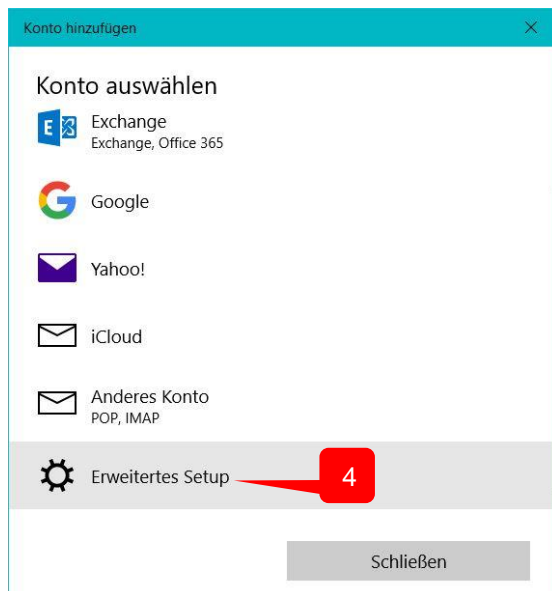 Konto hinzufügen
Konto auswählen
Exchange
Exchange, Office 365
Google
Yahoo!
iCloud
Anderes Konto
POP, IMAP
Erweitertes Setup
4
Schließen